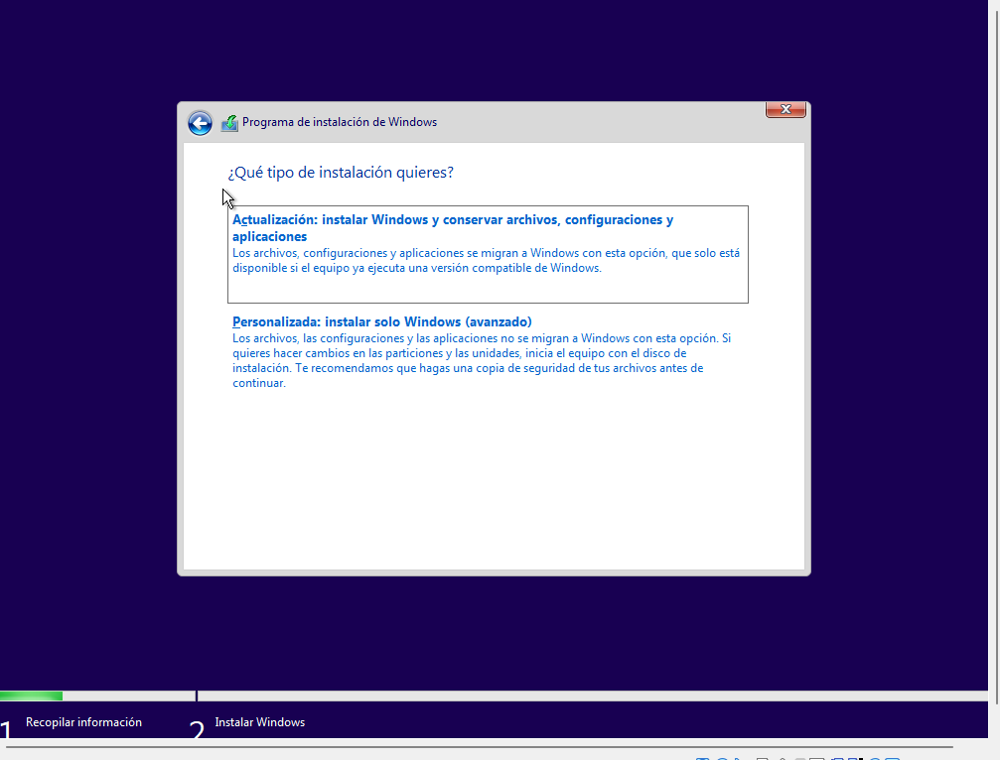 Programa de instalación de Windows
¿Qué tipo de instalación quieres?
Actualización: instalar Windows y conservar archivos, configuraciones y
aplicaciones
Los archivos, configuraciones y aplicaciones se migran a Windows con esta opción, que solo está
disponible si el equipo ya ejecuta una versión compatible de Windows.
Personalizada: instalar solo Windows (avanzado)
Los archivos, las configuraciones y las aplicaciones no se migran a Windows con esta opción. Si
quieres hacer cambios en las particiones y las unidades, inicia el equipo con el disco de
instalación. Te recomendamos que hagas una copia de seguridad de tus archivos antes de
continuar.
1 Recopilar información
2 Instalar Windows